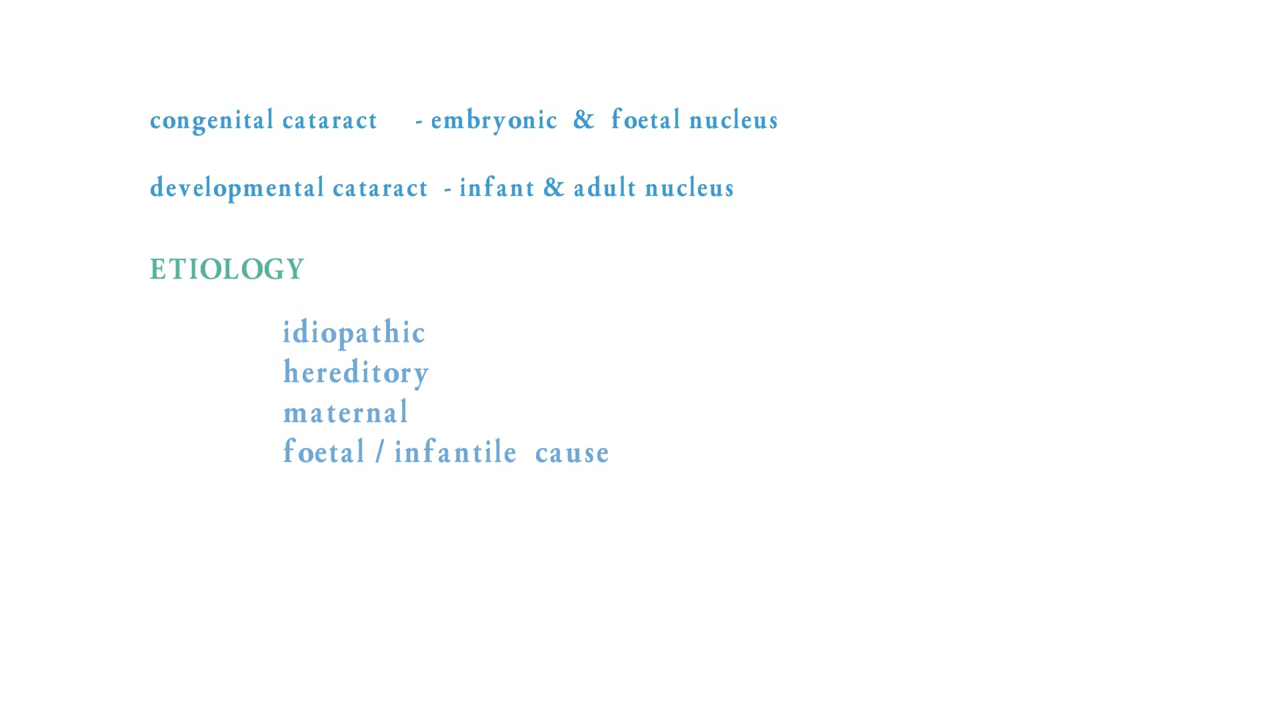 congenital cataract - embryonic & foetal nucleus
developmental cataract - infant & adult nucleus
ETIOLOGY
idiopathic
hereditory
maternal
foetal / infantile cause